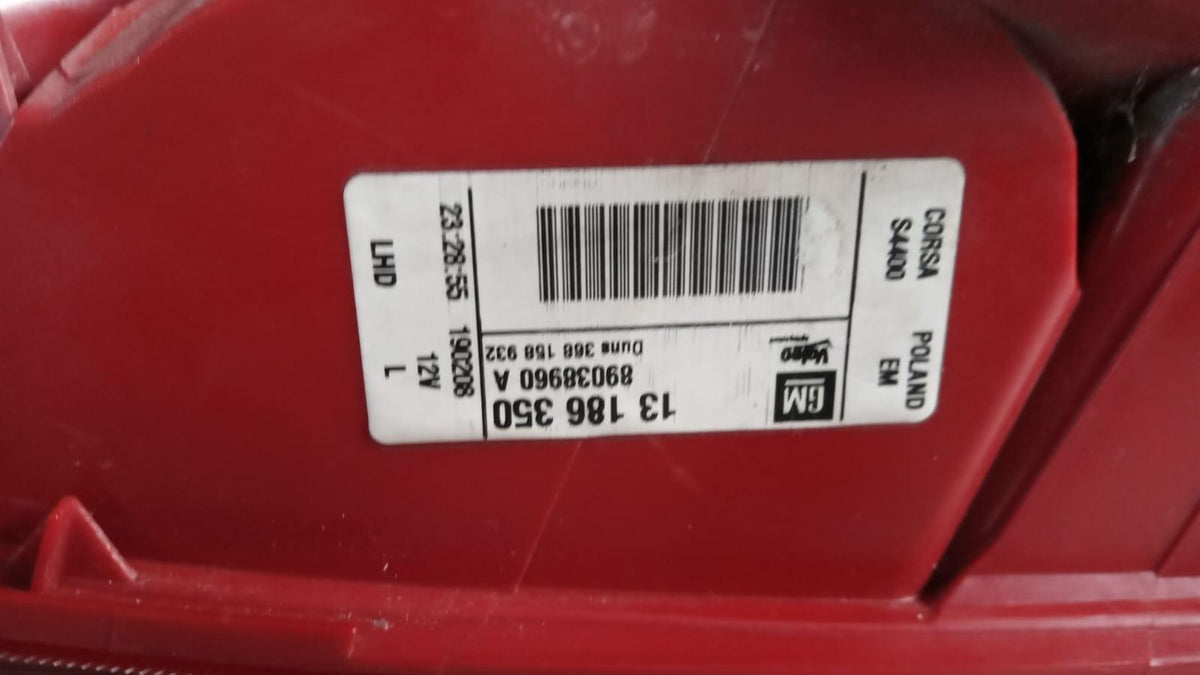 GM
Valeo
13 186 350
89038960 A
Duns 366 156 932
CORSA POLAND
S4400 EM
23:28:55 190208
12V
LHD L